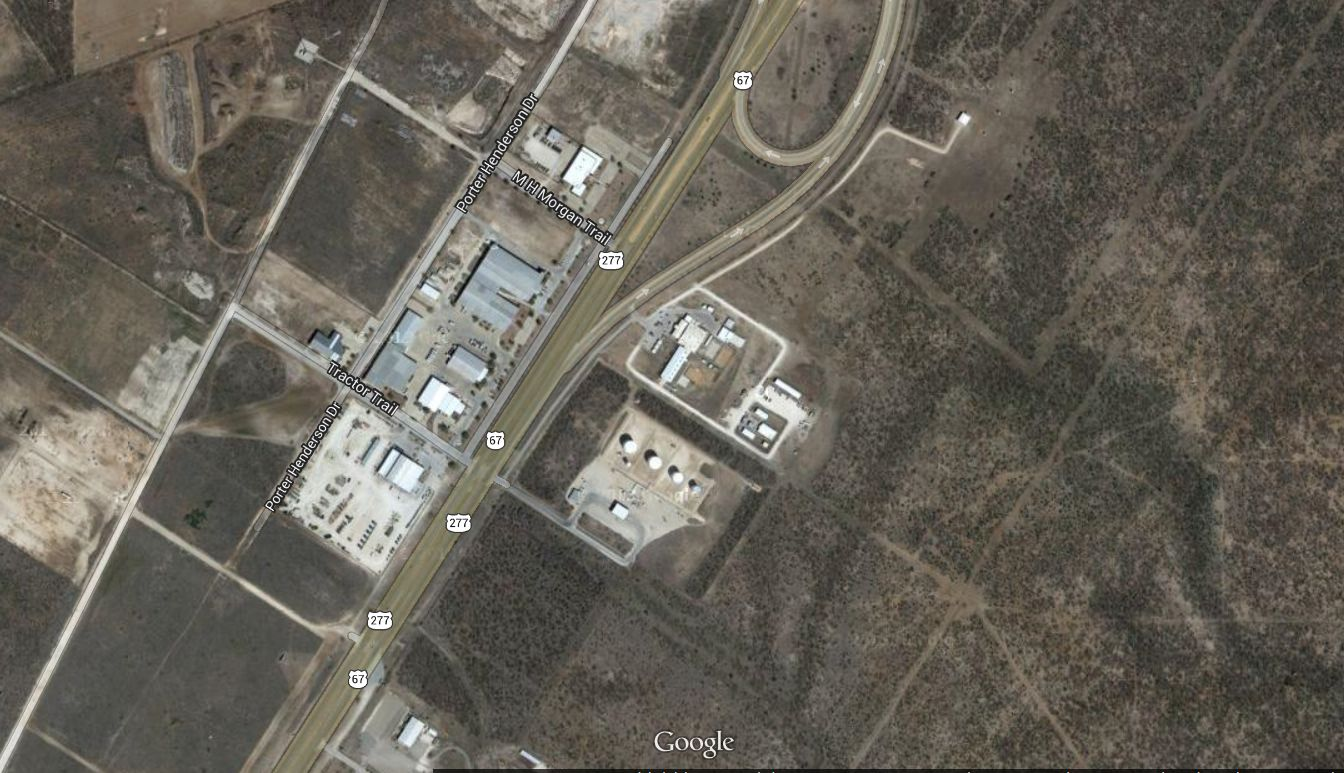 67
Porter Henderson Dr
M H Morgan Trail
277
Tractor Trail
Porter Henderson Dr
67
277
277
67
Google